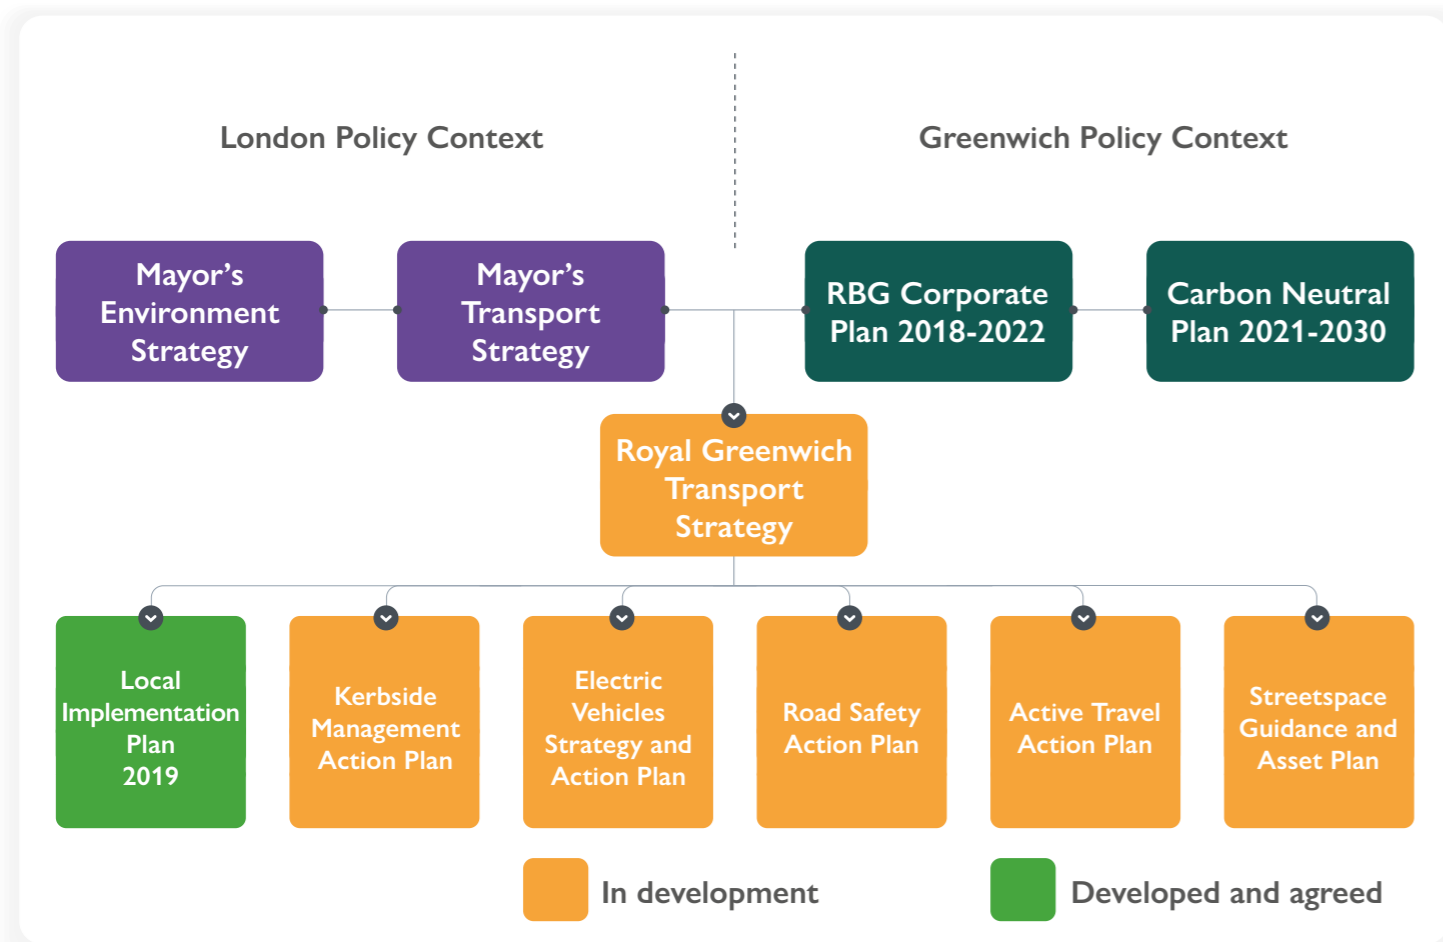 London Policy Context
Greenwich Policy Context
Mayor’s
Environment
Strategy
Mayor’s
Transport
Strategy
RBG Corporate
Plan 2018-2022
Carbon Neutral
Plan 2021-2030
Royal Greenwich
Transport
Strategy
Local
Implementation
Plan
2019
Kerbside
Management
Action Plan
Electric
Vehicles
Strategy and
Action Plan
Road Safety
Action Plan
Active Travel
Action Plan
Streetspace
Guidance and
Asset Plan
In development
Developed and agreed